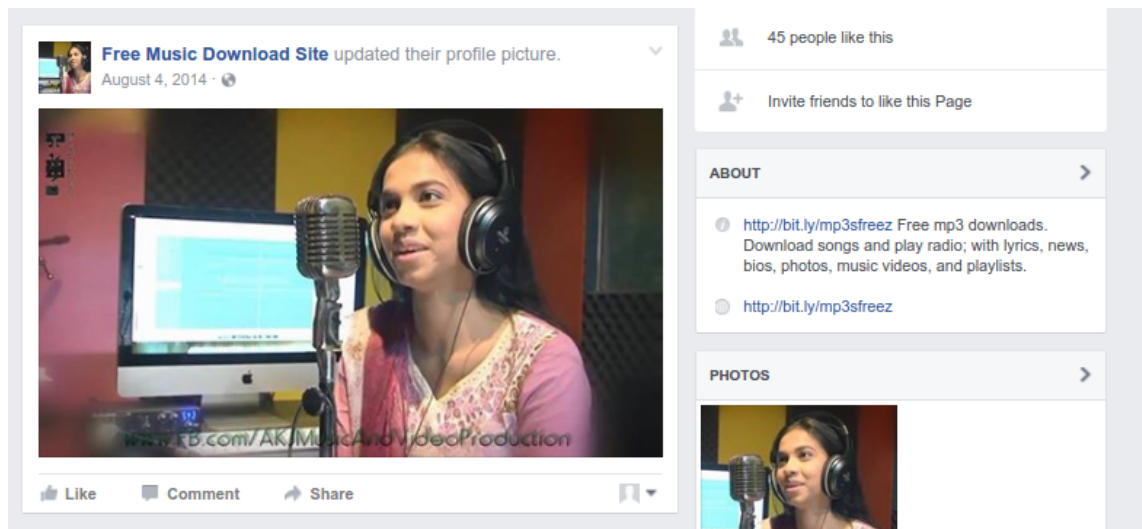 Free Music Download Site updated their profile picture.
August 4, 2014 ·
www.FB.com/AKJMusicAndVideoProduction
Like Comment Share
45 people like this
Invite friends to like this Page
ABOUT
http://bit.ly/mp3sfreez Free mp3 downloads.
Download songs and play radio; with lyrics, news,
bios, photos, music videos, and playlists.
http://bit.ly/mp3sfreez
PHOTOS